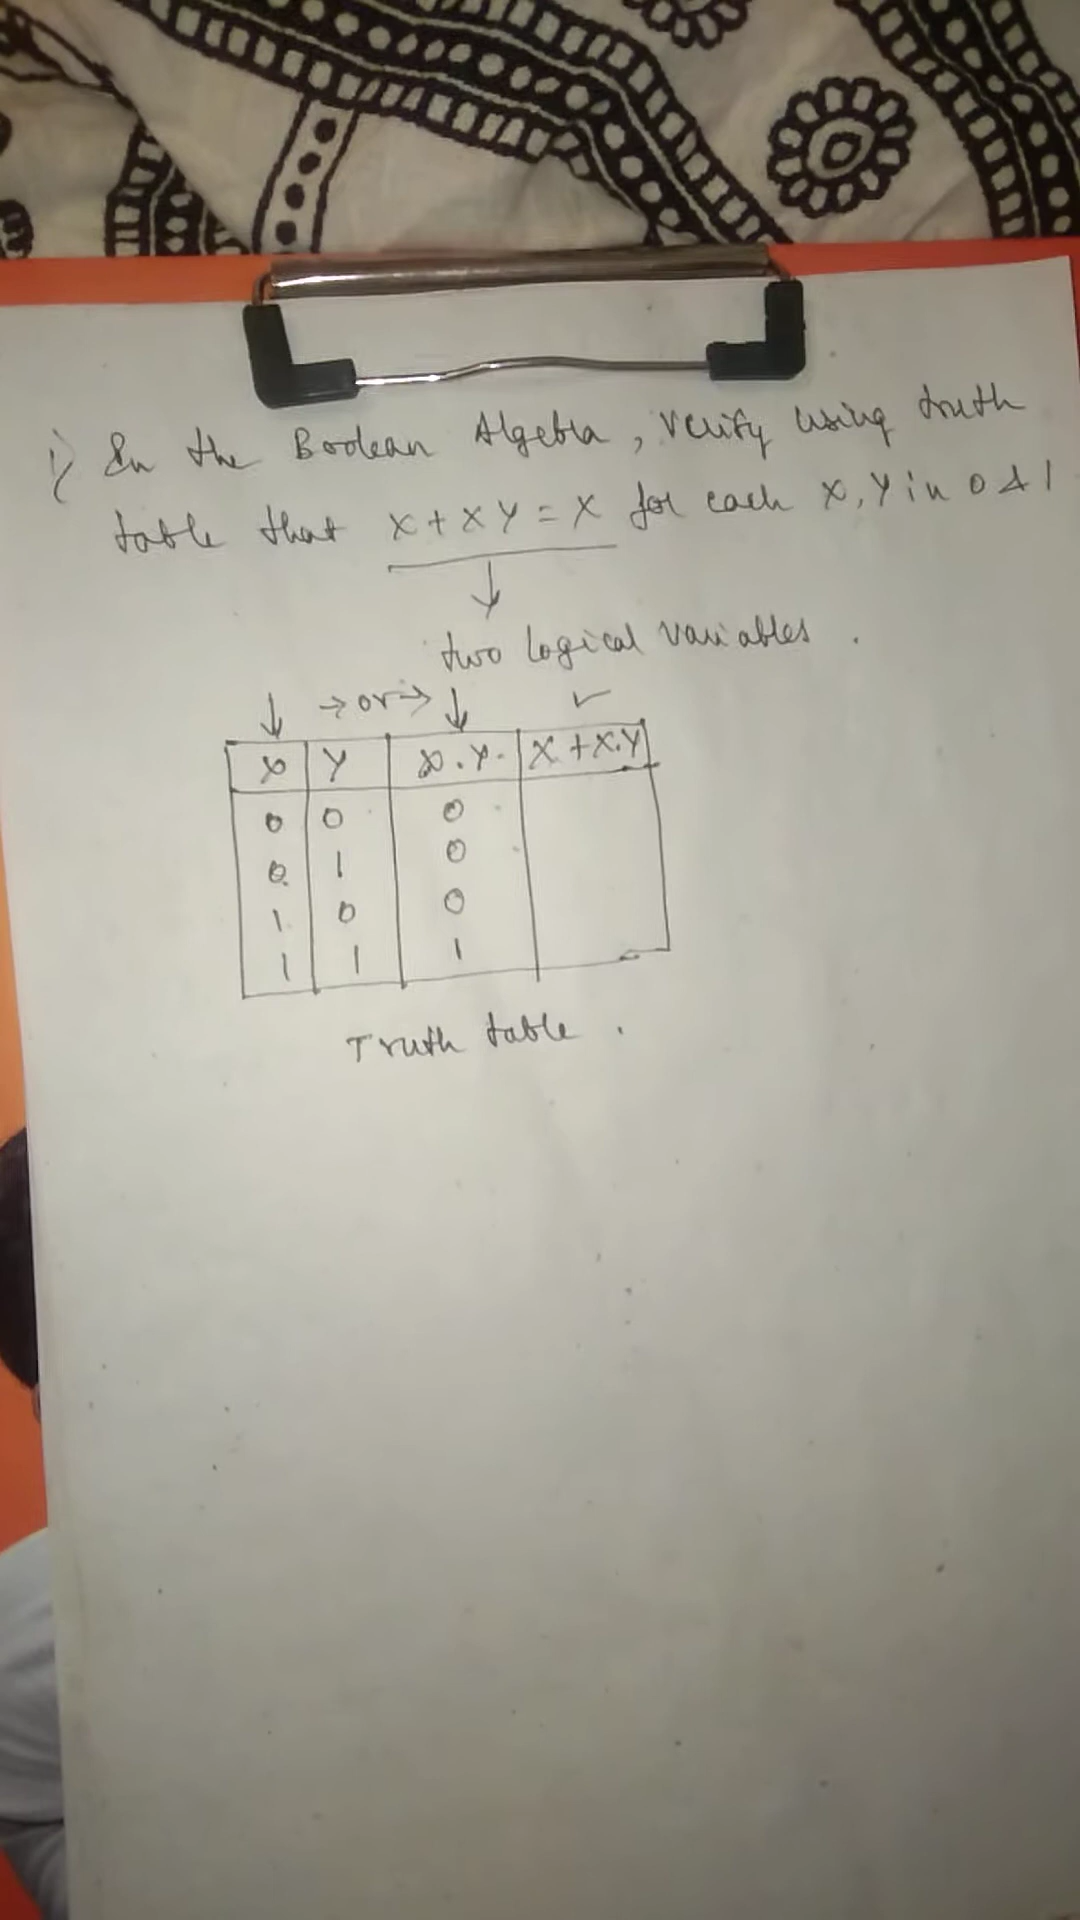 i) In the Boolean Algebra, verify using truth
table that X + X Y = X for each X, Y in 0 & 1
↓
two logical variables.
↓ → or → ↓ ✓
X Y X . Y. X + X.Y
0 0 0
0 1 0
1 0 0
1 1 1
Truth table.